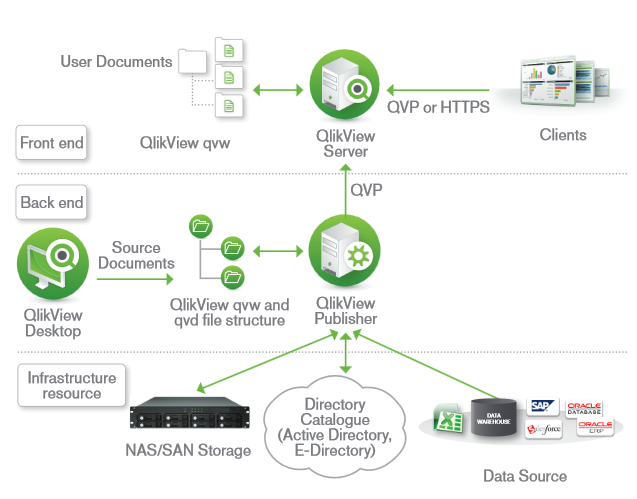 User Documents
QlikView qvw
QlikView
Server
QVP or HTTPS
Clients
Front end
Back end
QVP
Source
Documents
QlikView
Desktop
QlikView qvw and
qvd file structure
QlikView
Publisher
Infrastructure
resource
NAS/SAN Storage
Directory
Catalogue
(Active Directory,
E-Directory)
DATA
WAREHOUSE
SAP
ORACLE
DATABASE
ORACLE
ERP
Data Source